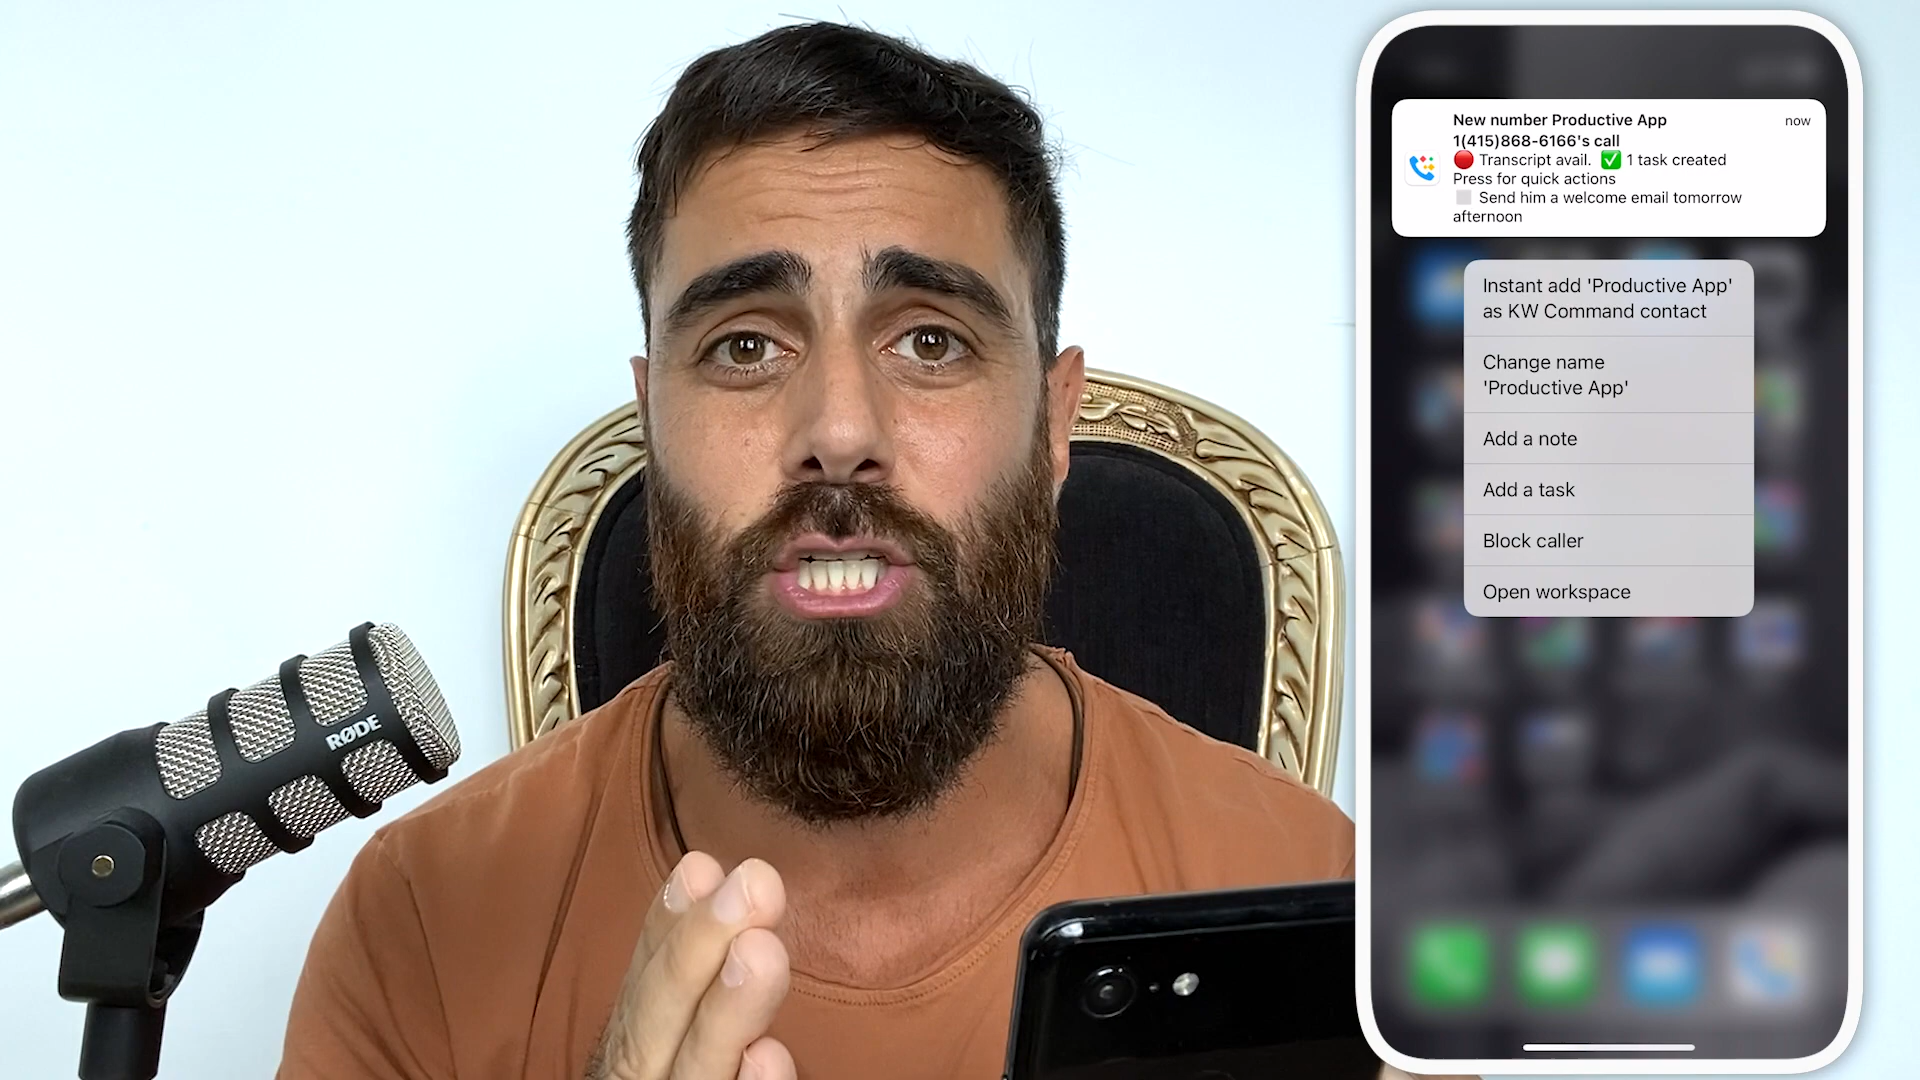 New number Productive App
now
1(415)868-6166's call
🔴 Transcript avail. ✅ 1 task created
Press for quick actions
⬜ Send him a welcome email tomorrow
afternoon
Instant add 'Productive App'
as KW Command contact
Change name
'Productive App'
Add a note
Add a task
Block caller
Open workspace
RØDE